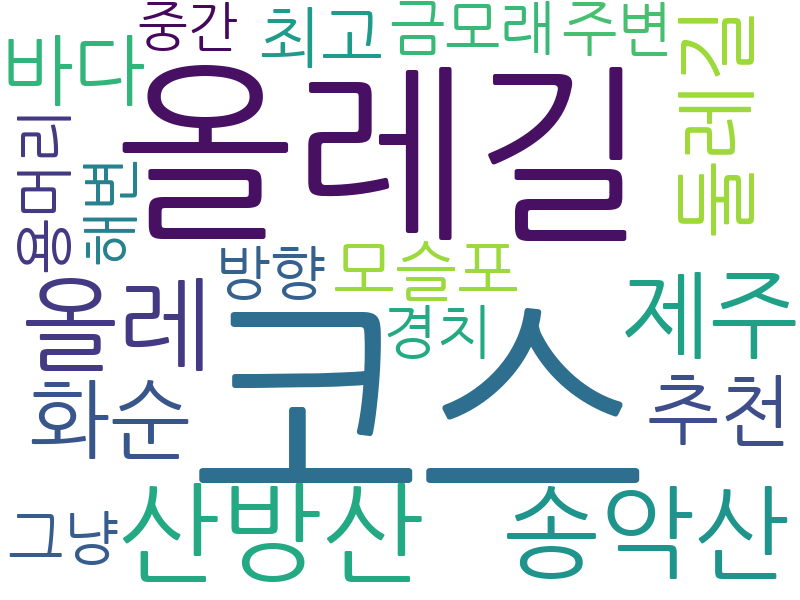 중간
최고
금모래
주변
둘레길
바다
올레길
용머리
해변
방향
모슬포
올레
코스
경치
제주
화순
추천
그냥
산방산
송악산